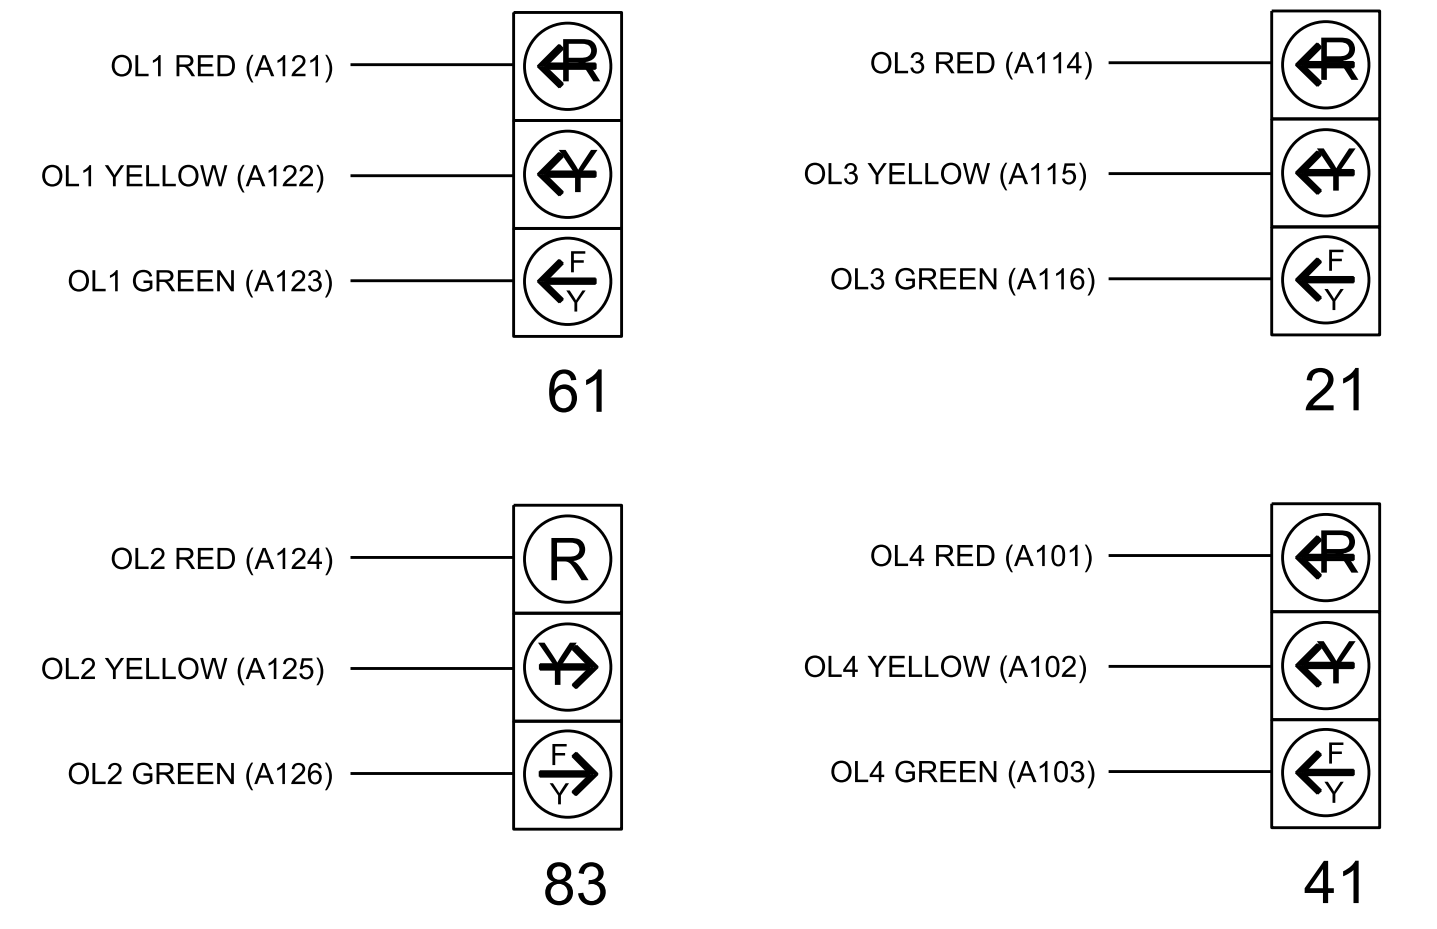 OL1 RED (A121)
R
OL1 YELLOW (A122)
Y
OL1 GREEN (A123)
F
Y
61
OL3 RED (A114)
R
OL3 YELLOW (A115)
Y
OL3 GREEN (A116)
F
Y
21
OL2 RED (A124)
R
OL2 YELLOW (A125)
Y
OL2 GREEN (A126)
F
Y
83
OL4 RED (A101)
R
OL4 YELLOW (A102)
Y
OL4 GREEN (A103)
F
Y
41